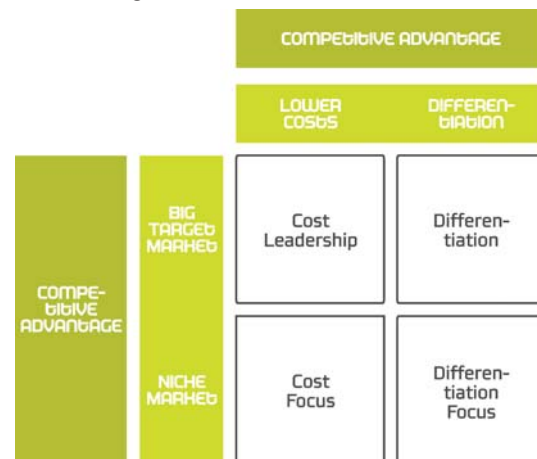 COMPETITIVE ADVANTAGE
LOWER
COSTS
DIFFEREN-
TIATION
BIG
TARGET
MARKET
Cost
Leadership
Differen-
tiation
COMPE-
TITIVE
ADVANTAGE
NICHE
MARKET
Cost
Focus
Differen-
tiation
Focus